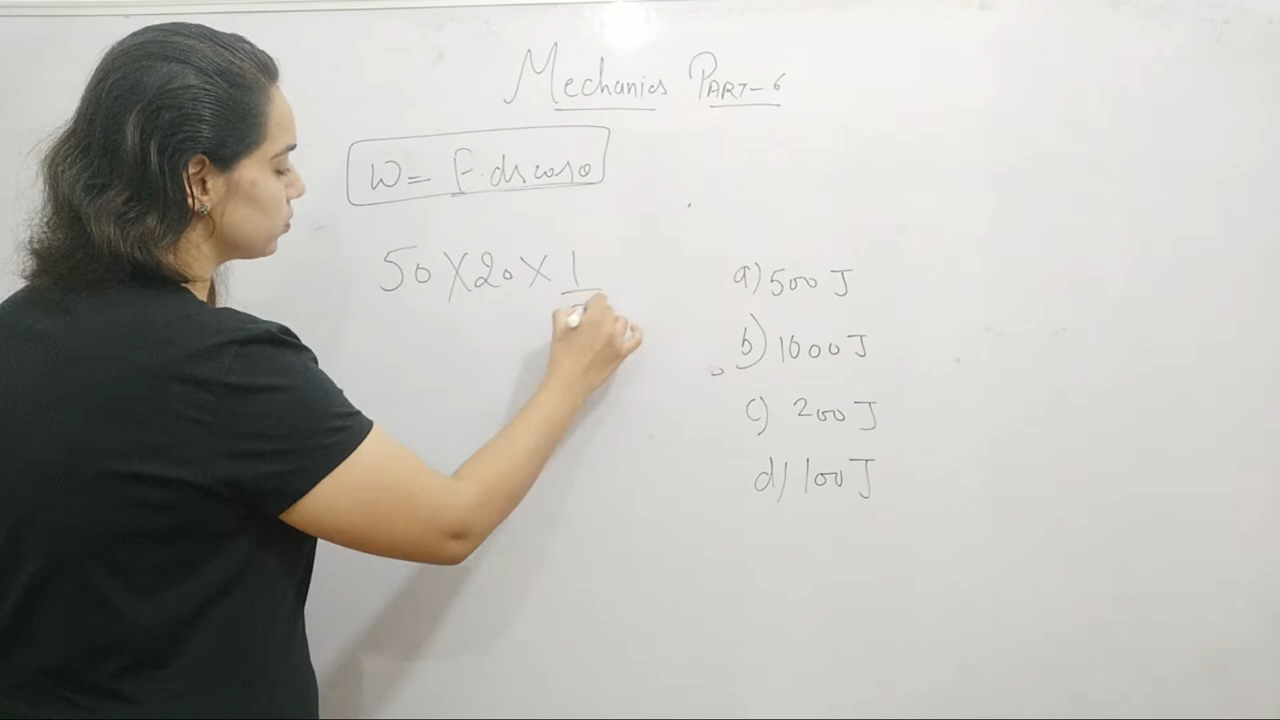 Mechanics PART-6
W = F.ds cosθ
50 X 20 X 1
a) 500 J
b) 1000 J
c) 200 J
d) 100 J